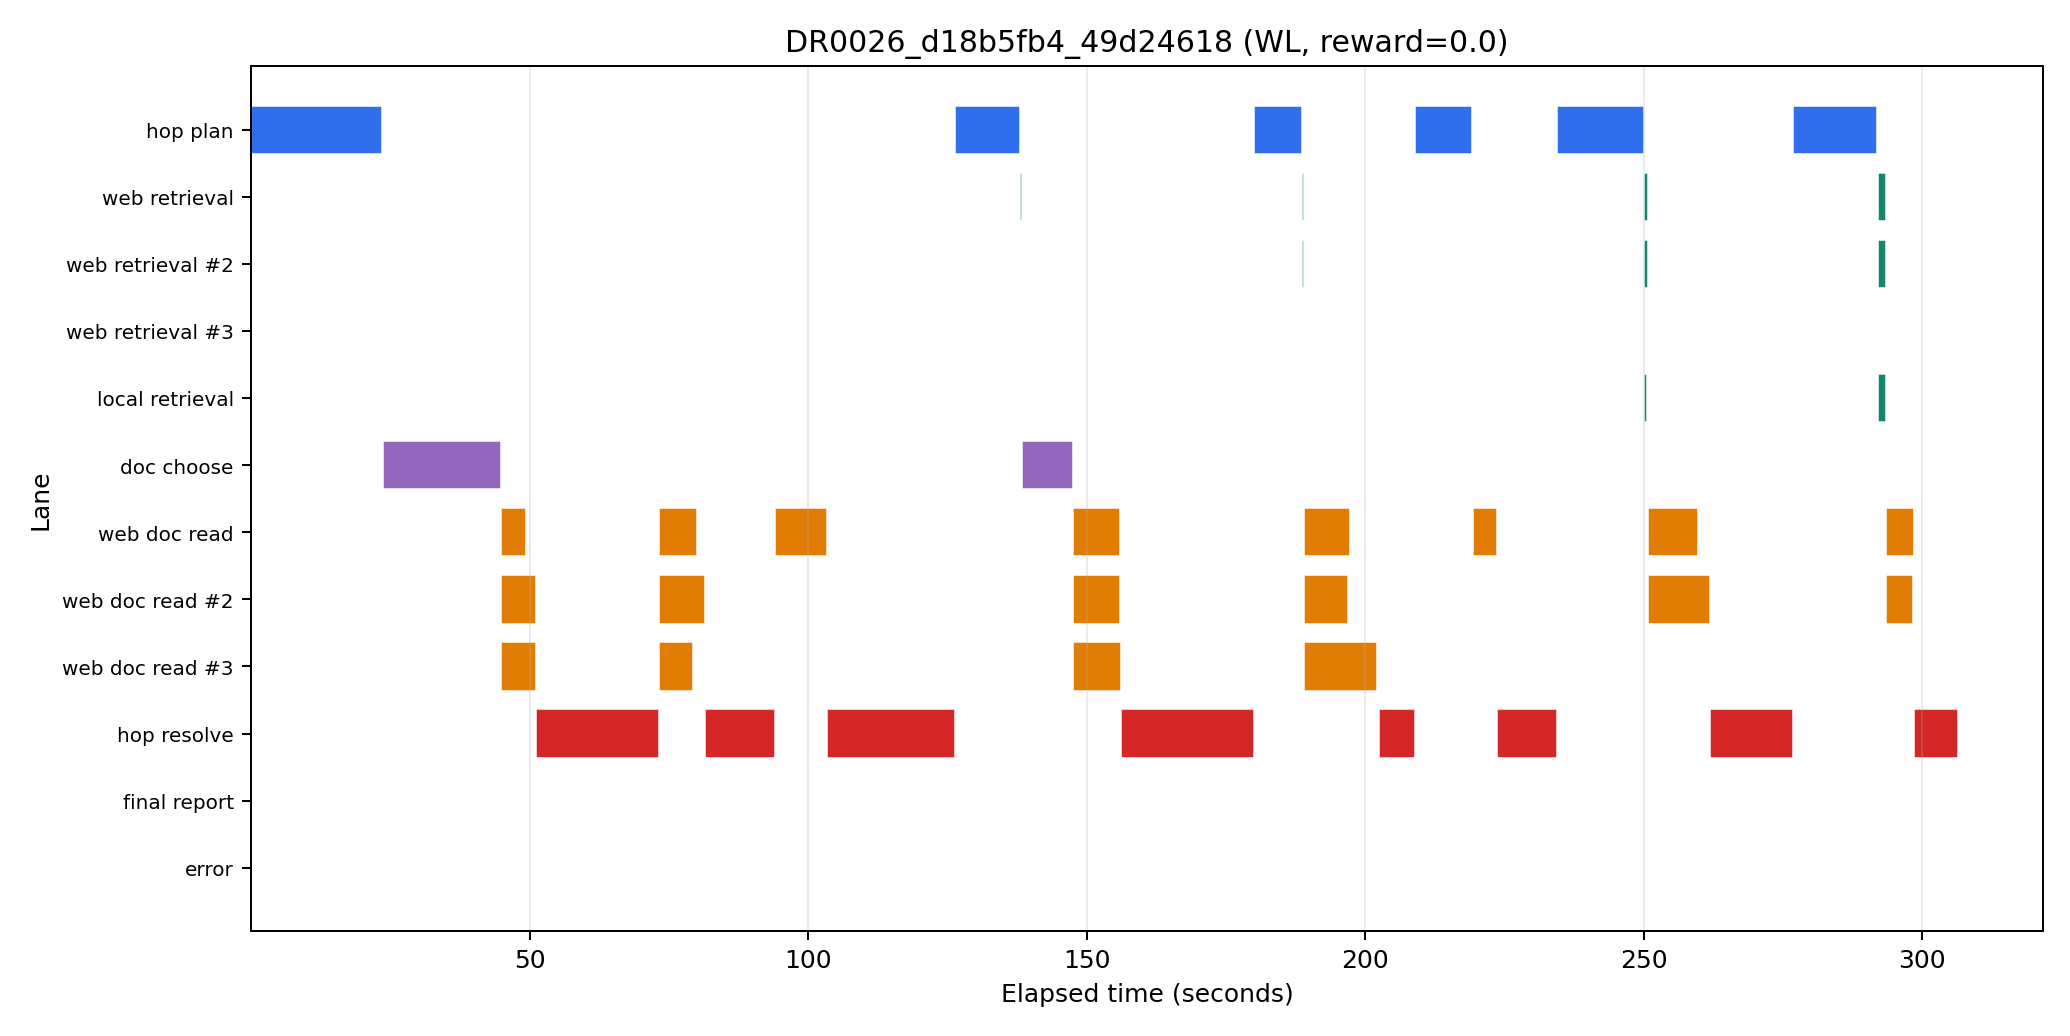 DR0026_d18b5fb4_49d24618 (WL, reward=0.0)
hop plan
web retrieval
web retrieval #2
web retrieval #3
local retrieval
doc choose
web doc read
web doc read #2
web doc read #3
hop resolve
final report
error
Lane
50 100 150 200 250 300
Elapsed time (seconds)